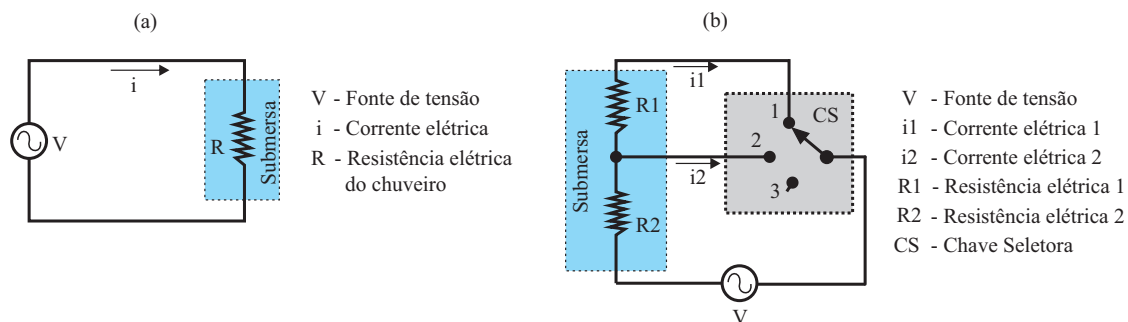 (a)
i
V
R
Submersa
V - Fonte de tensão
i - Corrente elétrica
R - Resistência elétrica
do chuveiro
(b)
i1
R1
1
CS
2
i2
3
Submersa
R2
V
V - Fonte de tensão
i1 - Corrente elétrica 1
i2 - Corrente elétrica 2
R1 - Resistência elétrica 1
R2 - Resistência elétrica 2
CS - Chave Seletora